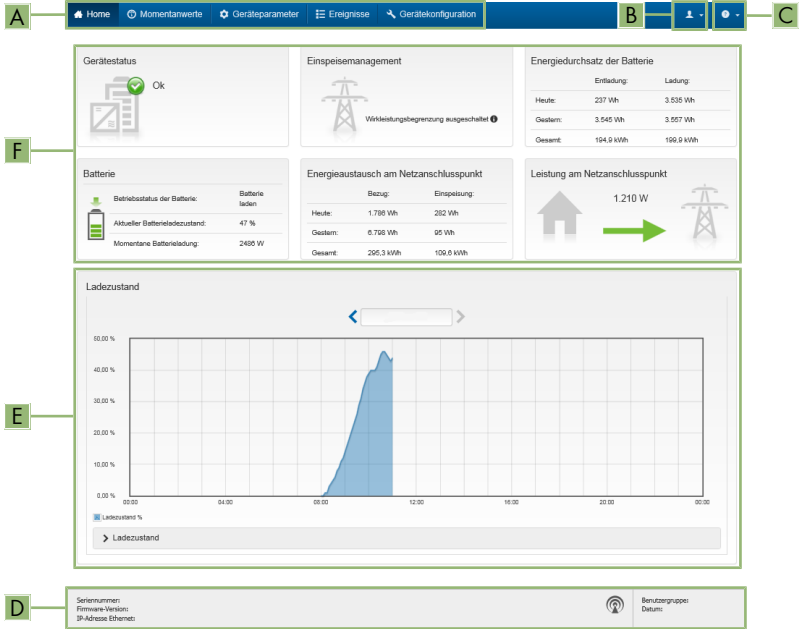 A
Home Momentanwerte Geräteparameter Ereignisse Gerätekonfiguration
B
C
F
Gerätestatus
Ok
Einspeisemanagement
Wirkleistungsbegrenzung ausgeschaltet
Energiedurchsatz der Batterie
Entladung: Ladung:
Heute: 237 Wh 3.535 Wh
Gestern: 3.545 Wh 3.557 Wh
Gesamt: 194,9 kWh 199,9 kWh
Batterie
Betriebsstatus der Batterie: Batterie laden
Aktueller Batterieladezustand: 47 %
Momentane Batterieladung: 2486 W
Energieaustausch am Netzanschlusspunkt
Bezug: Einspeisung:
Heute: 1.786 Wh 282 Wh
Gestern: 6.798 Wh 95 Wh
Gesamt: 295,3 kWh 109,6 kWh
Leistung am Netzanschlusspunkt
1.210 W
E
Ladezustand
50,00 %
40,00 %
30,00 %
20,00 %
10,00 %
0,00 %
00:00 04:00 08:00 12:00 16:00 20:00 00:00
Ladezustand %
Ladezustand
D
Seriennummer:
Firmware-Version:
IP-Adresse Ethernet:
Benutzergruppe:
Datum: